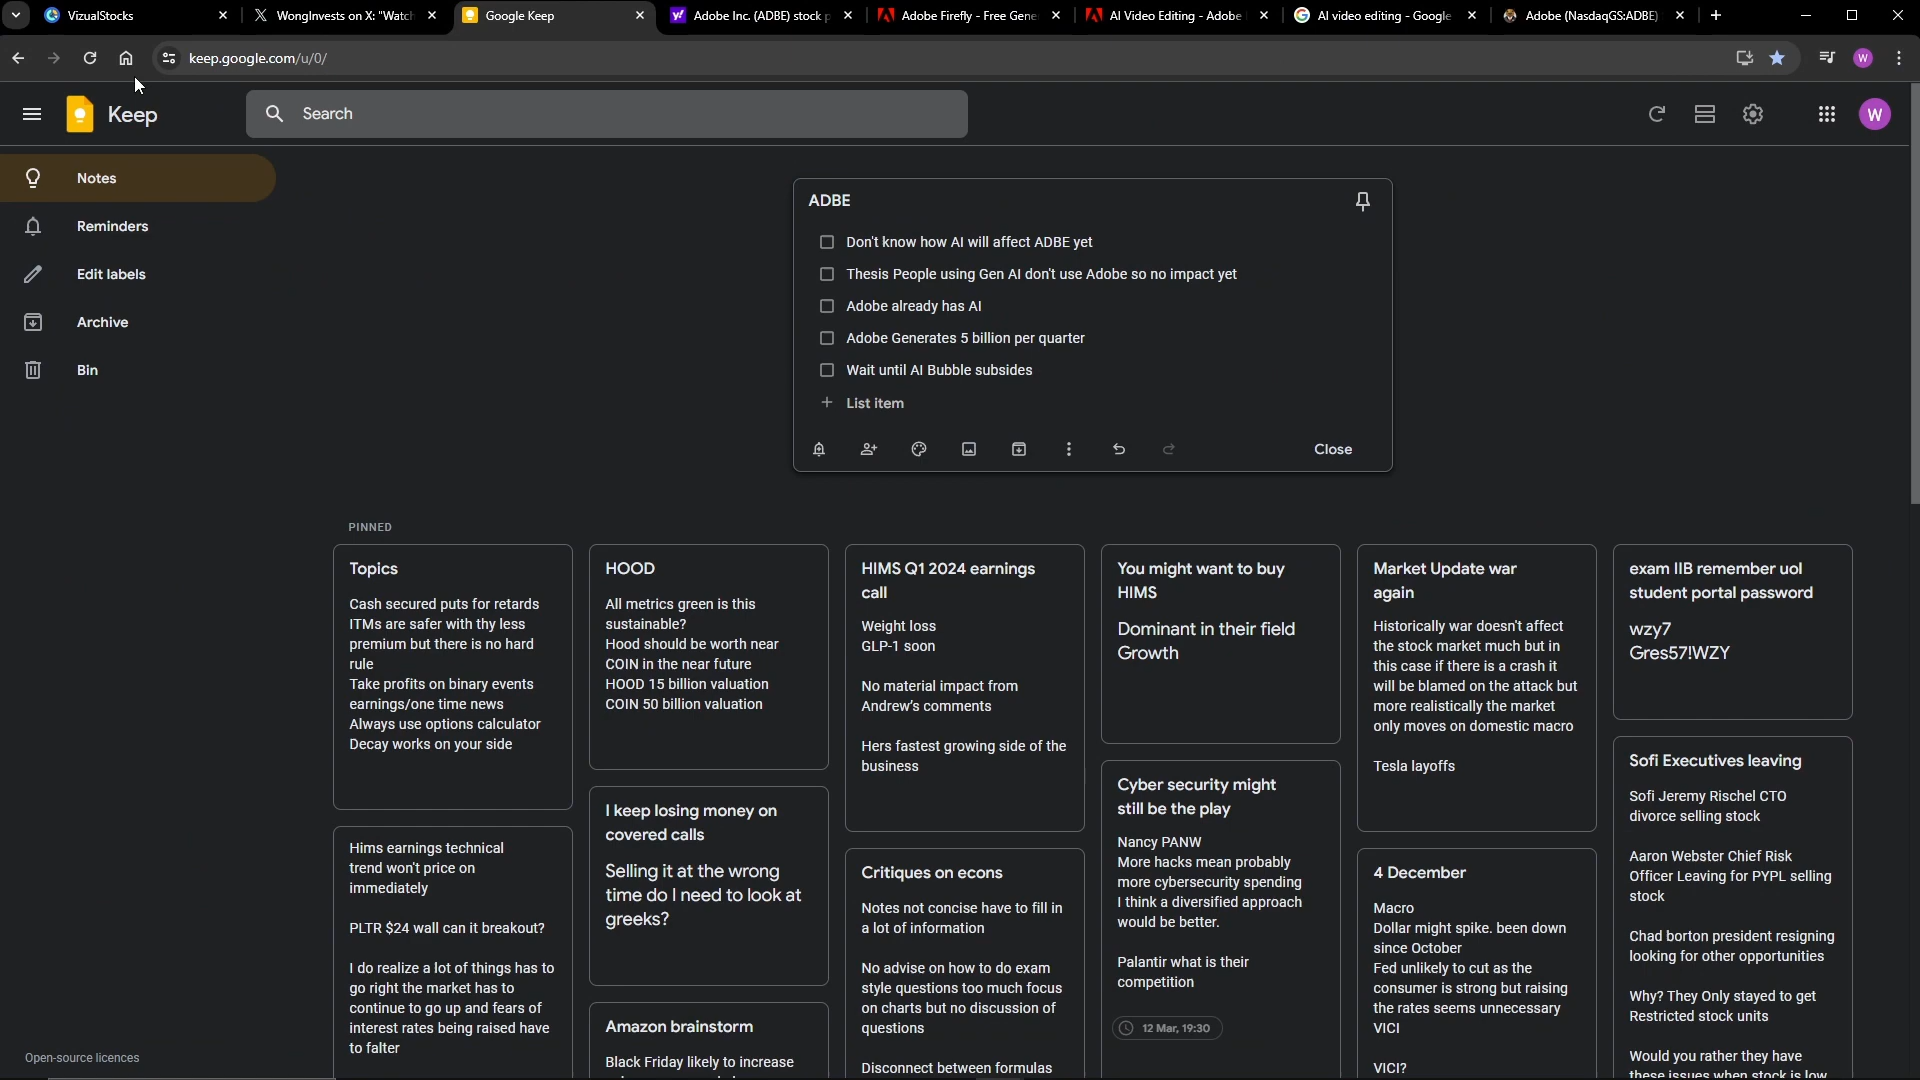 VizualStocks
WongInvests on X: "Watch
Google Keep
Adobe Inc. (ADBE) stock p
Adobe Firefly - Free Gene
AI Video Editing - Adobe
AI video editing - Google
Adobe (NasdaqGS:ADBE)
keep.google.com/u/0/
W
Keep
Search
W
Notes
Reminders
Edit labels
Archive
Bin
ADBE
Don't know how AI will affect ADBE yet
Thesis People using Gen AI don't use Adobe so no impact yet
Adobe already has AI
Adobe Generates 5 billion per quarter
Wait until AI Bubble subsides
+ List item
Close
PINNED
Topics
Cash secured puts for retards
ITMs are safer with thy less
premium but there is no hard
rule
Take profits on binary events
earnings/one time news
Always use options calculator
Decay works on your side
Hims earnings technical
trend won't price on
immediately
PLTR $24 wall can it breakout?
I do realize a lot of things has to
go right the market has to
continue to go up and fears of
interest rates being raised have
to falter
HOOD
All metrics green is this
sustainable?
Hood should be worth near
COIN in the near future
HOOD 15 billion valuation
COIN 50 billion valuation
I keep losing money on
covered calls
Selling it at the wrong
time do I need to look at
greeks?
Amazon brainstorm
Black Friday likely to increase
HIMS Q1 2024 earnings
call
Weight loss
GLP-1 soon
No material impact from
Andrew's comments
Hers fastest growing side of the
business
Critiques on econs
Notes not concise have to fill in
a lot of information
No advise on how to do exam
style questions too much focus
on charts but no discussion of
questions
Disconnect between formulas
You might want to buy
HIMS
Dominant in their field
Growth
Cyber security might
still be the play
Nancy PANW
More hacks mean probably
more cybersecurity spending
I think a diversified approach
would be better.
Palantir what is their
competition
12 Mar, 19:30
Market Update war
again
Historically war doesn't affect
the stock market much but in
this case if there is a crash it
will be blamed on the attack but
more realistically the market
only moves on domestic macro
Tesla layoffs
4 December
Macro
Dollar might spike. been down
since October
Fed unlikely to cut as the
consumer is strong but raising
the rates seems unnecessary
VICI
VICI?
exam IIB remember uol
student portal password
wzy7
Gres57!WZY
Sofi Executives leaving
Sofi Jeremy Rischel CTO
divorce selling stock
Aaron Webster Chief Risk
Officer Leaving for PYPL selling
stock
Chad borton president resigning
looking for other opportunities
Why? They Only stayed to get
Restricted stock units
Would you rather they have
these issues when stock is low
Open-source licences